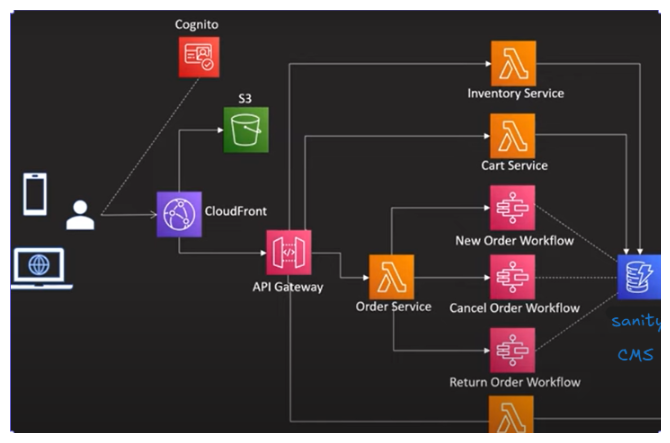 Cognito
S3
Inventory Service
Cart Service
CloudFront
New Order Workflow
API Gateway
Order Service
Cancel Order Workflow
sanity
CMS
Return Order Workflow